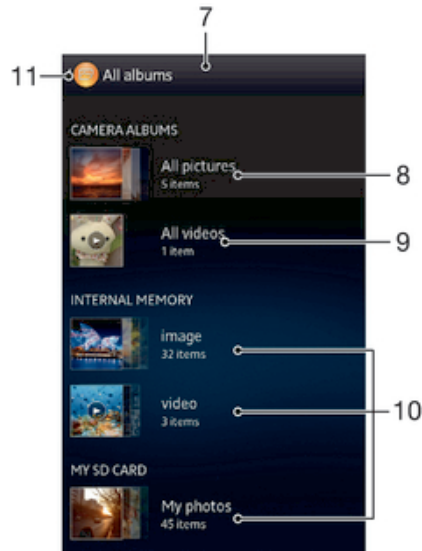 7
11
All albums
CAMERA ALBUMS
All pictures
5 items
8
All videos
1 item
9
INTERNAL MEMORY
image
32 items
video
3 items
10
MY SD CARD
My photos
45 items